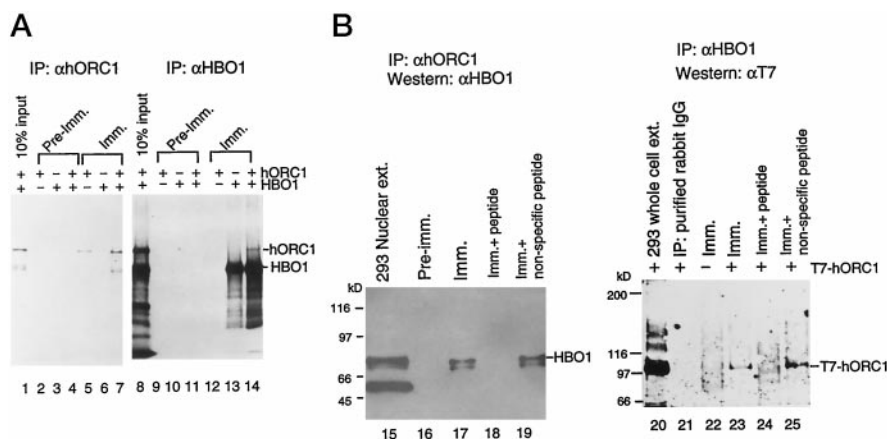 A
IP: αhORC1
IP: αHBO1
10% input
Pre-Imm.
Imm.
10% input
Pre-Imm.
Imm.
+ + - + + - + + + - + + - + hORC1
+ - + + - + + + - + + - + + HBO1
hORC1
HBO1
1 2 3 4 5 6 7 8 9 10 11 12 13 14
B
IP: αhORC1
Western: αHBO1
293 Nuclear ext.
Pre-imm.
Imm.
Imm.+ peptide
Imm.+
non-specific peptide
kD
116
97
66
45
HBO1
15 16 17 18 19
IP: αHBO1
Western: αT7
293 whole cell ext.
IP: purified rabbit IgG
Imm.
Imm.
Imm.+ peptide
Imm.+
non-specific peptide
+ + - + + + T7-hORC1
kD
200
116
97
66
T7-hORC1
20 21 22 23 24 25